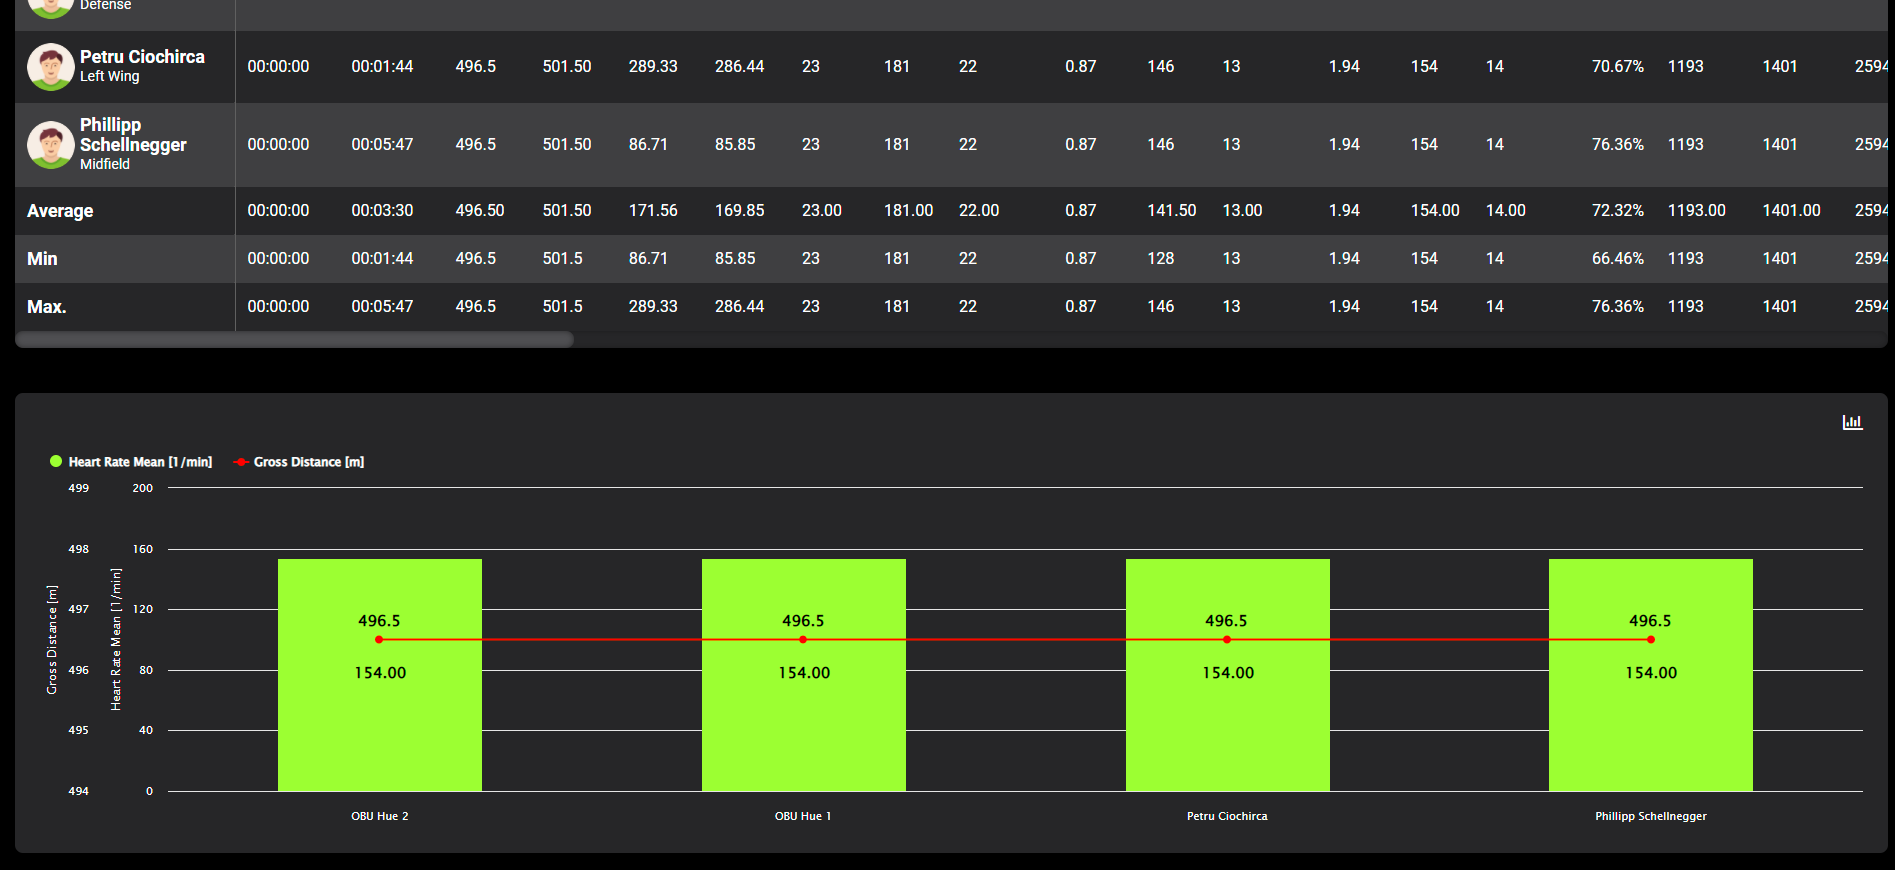 Defense
Petru Ciochirca
Left Wing
00:00:00 00:01:44 496.5 501.50 289.33 286.44 23 181 22 0.87 146 13 1.94 154 14 70.67% 1193 1401 2594
Phillipp
Schellnegger
Midfield
00:00:00 00:05:47 496.5 501.50 86.71 85.85 23 181 22 0.87 146 13 1.94 154 14 76.36% 1193 1401 2594
Average 00:00:00 00:03:30 496.50 501.50 171.56 169.85 23.00 181.00 22.00 0.87 141.50 13.00 1.94 154.00 14.00 72.32% 1193.00 1401.00 2594
Min 00:00:00 00:01:44 496.5 501.5 86.71 85.85 23 181 22 0.87 128 13 1.94 154 14 66.46% 1193 1401 2594
Max. 00:00:00 00:05:47 496.5 501.5 289.33 286.44 23 181 22 0.87 146 13 1.94 154 14 76.36% 1193 1401 2594
Heart Rate Mean [1/min] Gross Distance [m]
499 200
498 160
497 120
496 80
495 40
494 0
Gross Distance [m]
Heart Rate Mean [1/min]
496.5 496.5 496.5 496.5
154.00 154.00 154.00 154.00
OBU Hue 2 OBU Hue 1 Petru Ciochirca Phillipp Schellnegger